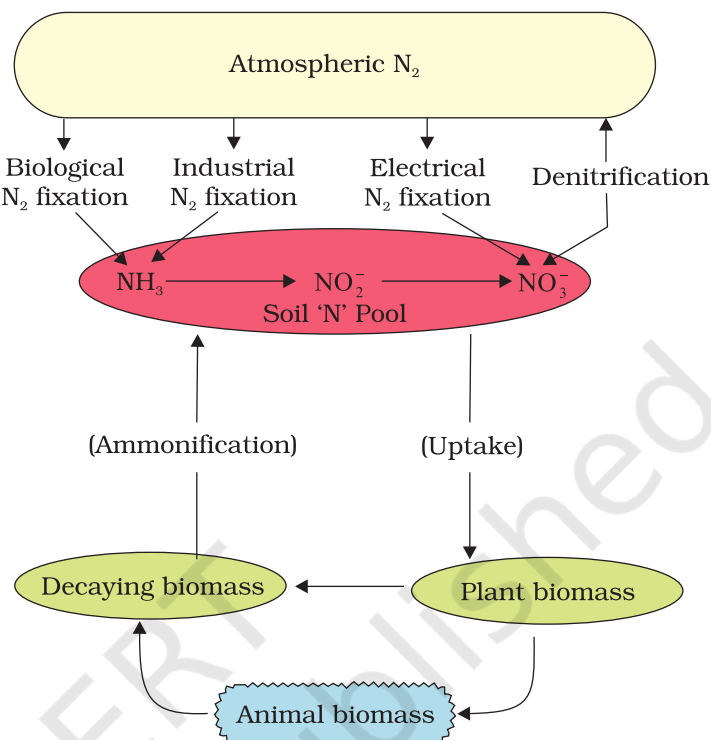 Atmospheric N₂
Biological
N₂ fixation
Industrial
N₂ fixation
Electrical
N₂ fixation
Denitrification
NH₃
NO₂⁻
NO₃⁻
Soil ‘N’ Pool
(Ammonification)
(Uptake)
Decaying biomass
Plant biomass
Animal biomass